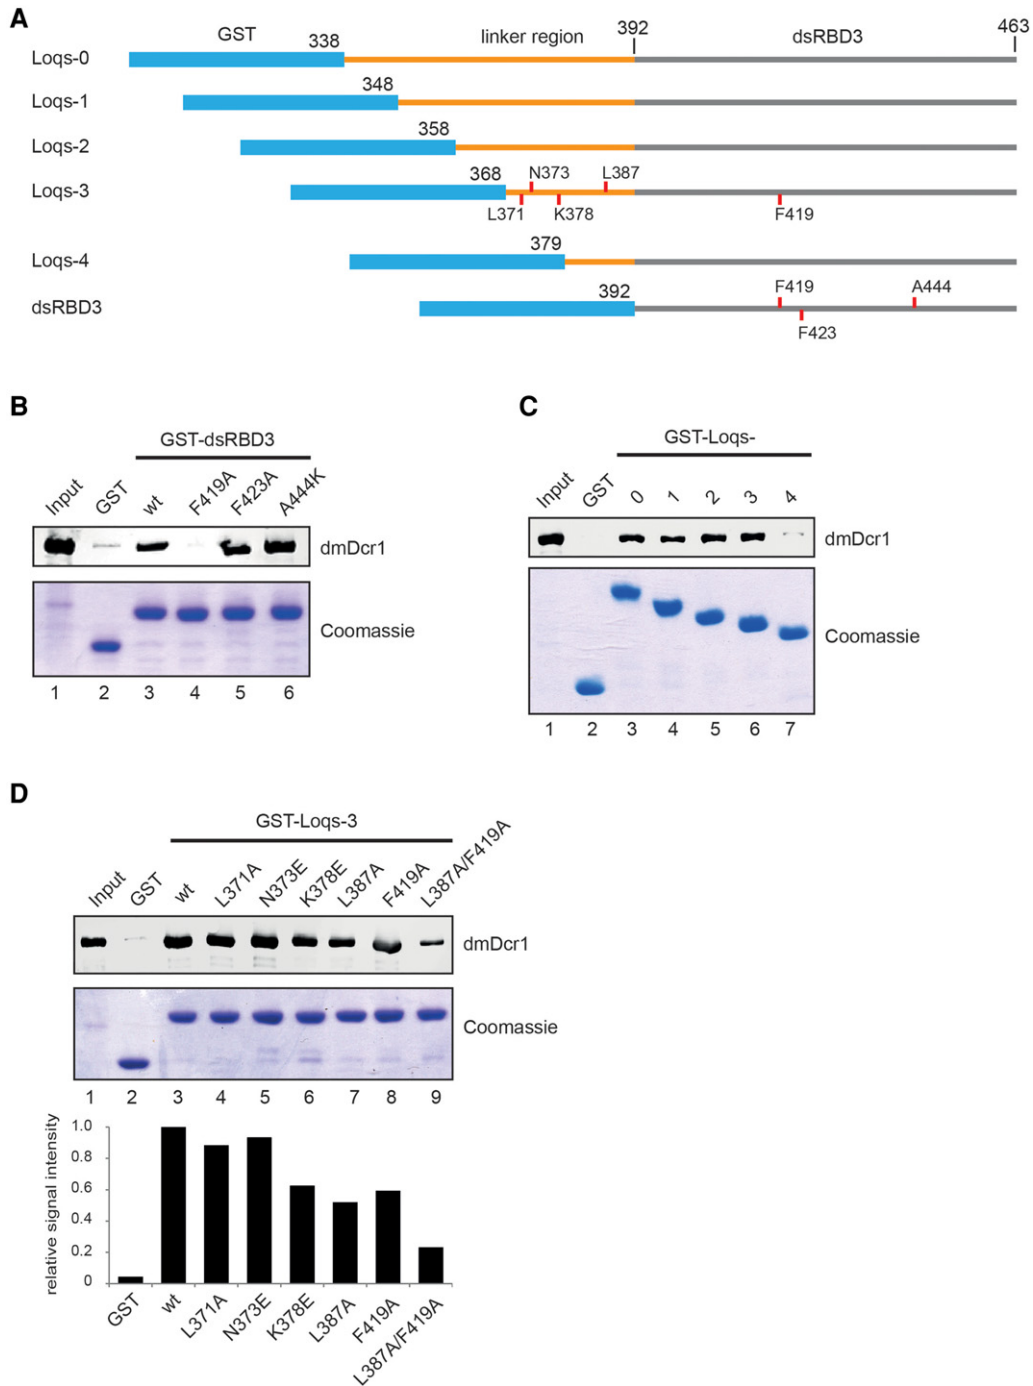 A
GST
338
linker region
392
dsRBD3
463
Loqs-0
348
Loqs-1
358
Loqs-2
368
N373
L387
Loqs-3
L371
K378
F419
379
Loqs-4
392
F419
A444
dsRBD3
F423
B
GST-dsRBD3
Input
GST
wt
F419A
F423A
A444K
dmDcr1
Coomassie
1 2 3 4 5 6
C
GST-Loqs-
Input
GST
0 1 2 3 4
dmDcr1
Coomassie
1 2 3 4 5 6 7
D
GST-Loqs-3
Input
GST
wt
L371A
N373E
K378E
L387A
F419A
L387A/F419A
dmDcr1
Coomassie
1 2 3 4 5 6 7 8 9
relative signal intensity
1.0
0.8
0.6
0.4
0.2
0
GST
wt
L371A
N373E
K378E
L387A
F419A
L387A/F419A